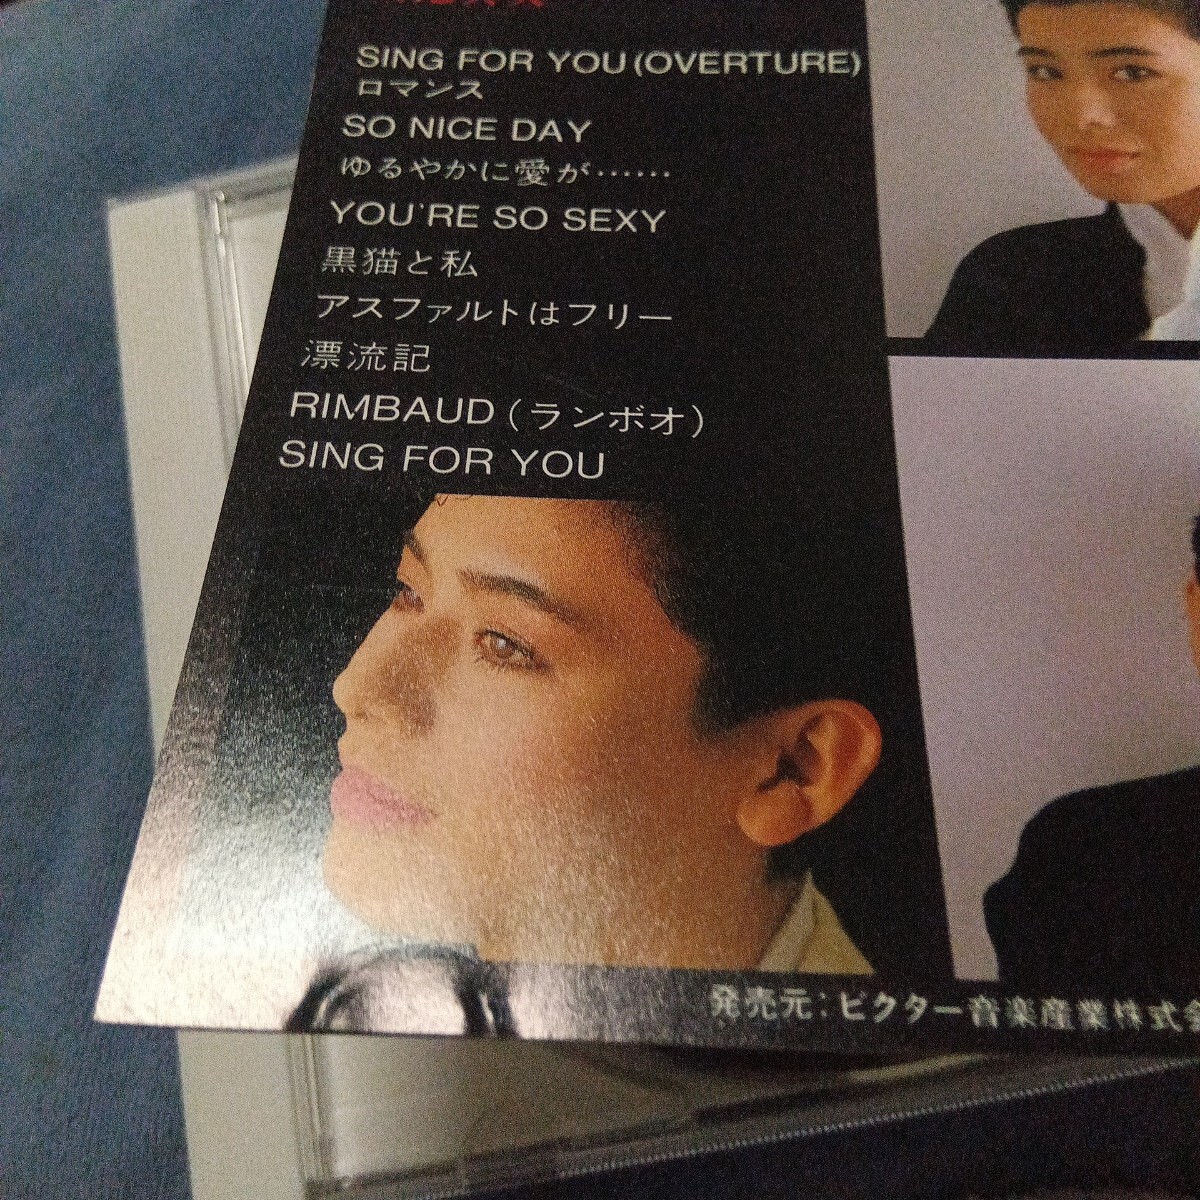 SING FOR YOU (OVERTURE)
ロマンス
SO NICE DAY
ゆるやかに愛が……
YOU'RE SO SEXY
黒猫と私
アスファルトはフリー
漂流記
RIMBAUD (ランボオ)
SING FOR YOU
発売元:ビクター音楽産業株式会